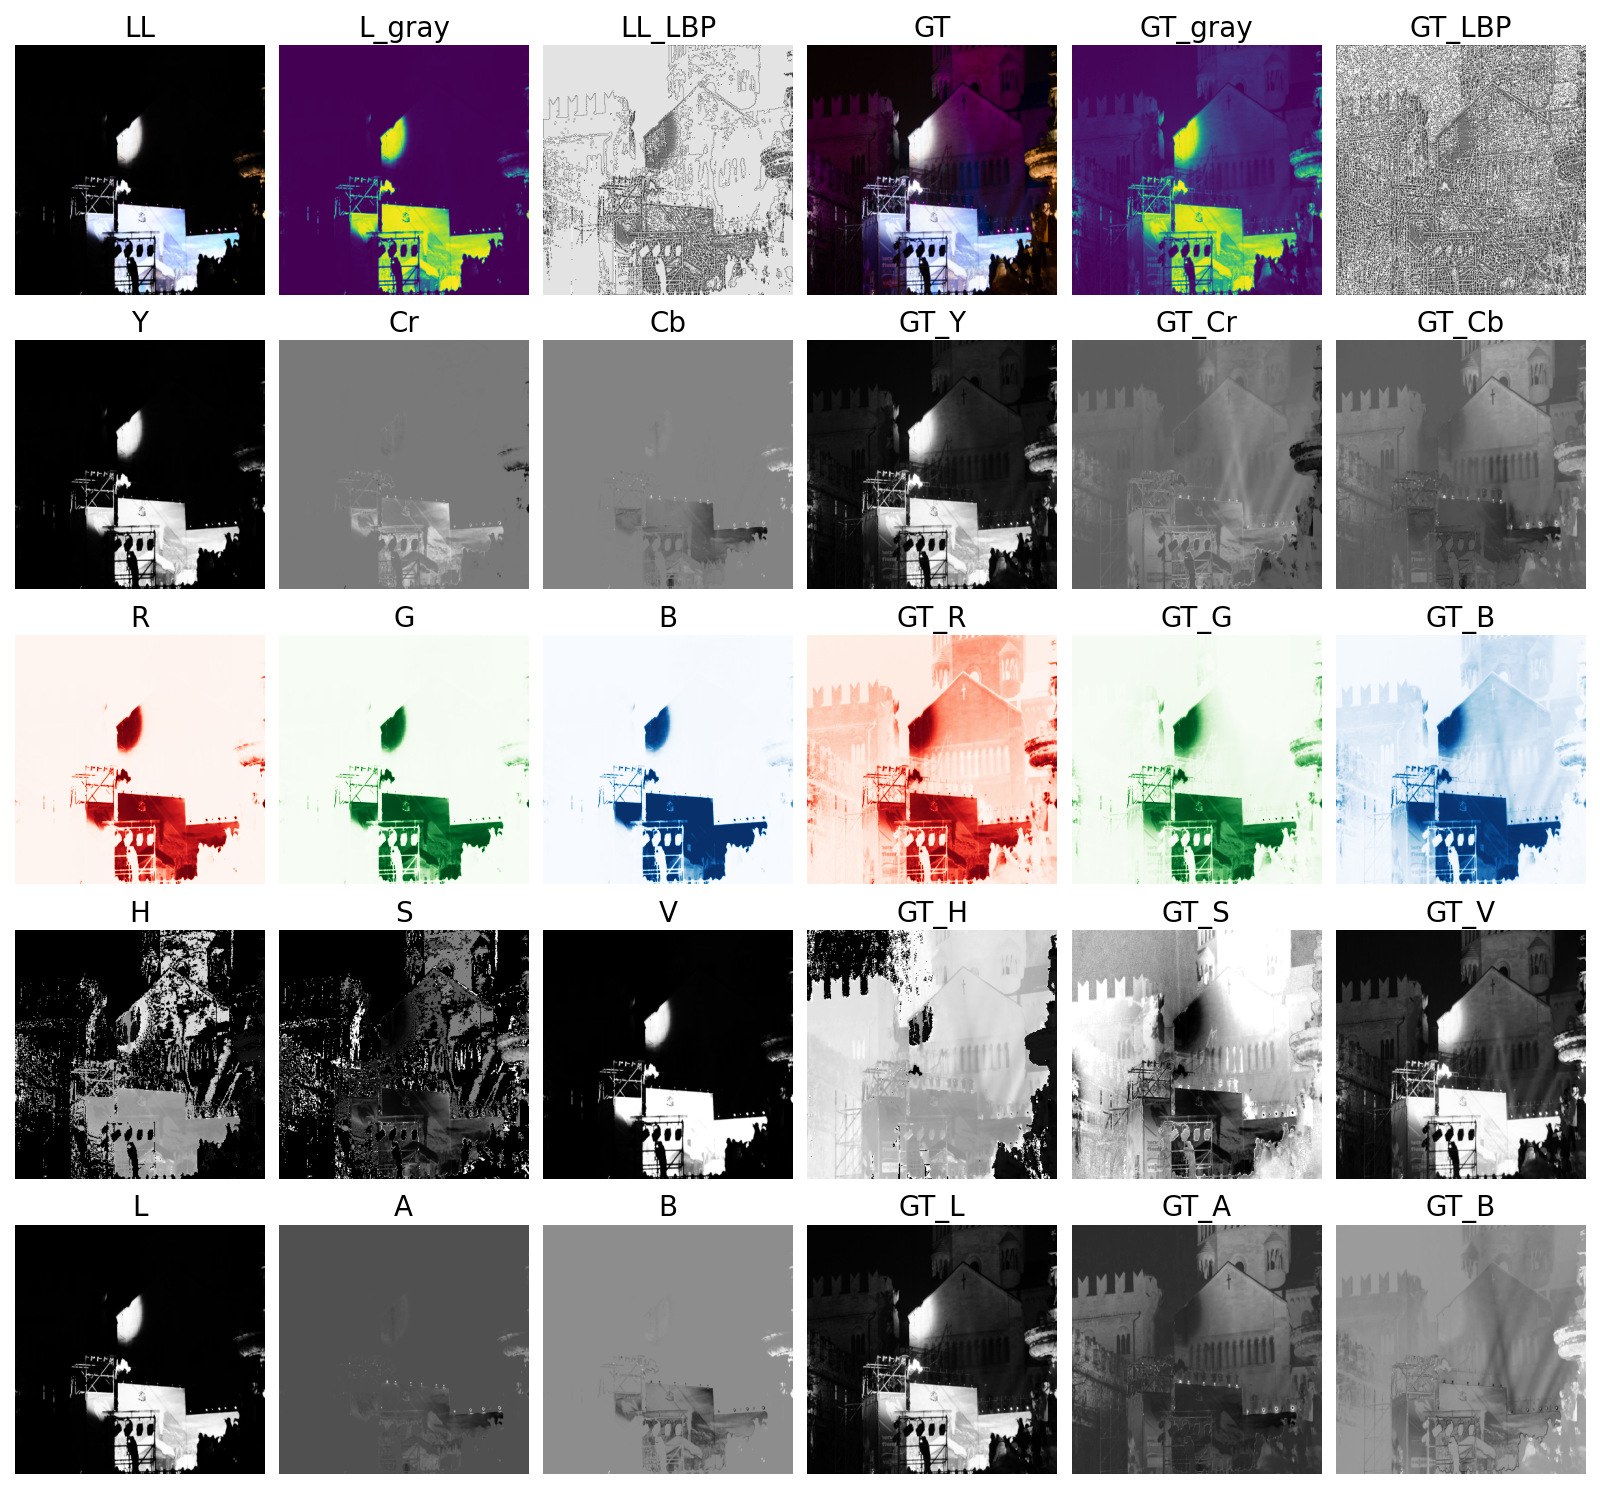 LL L_gray LL_LBP GT GT_gray GT_LBP
Y Cr Cb GT_Y GT_Cr GT_Cb
R G B GT_R GT_G GT_B
H S V GT_H GT_S GT_V
L A B GT_L GT_A GT_B